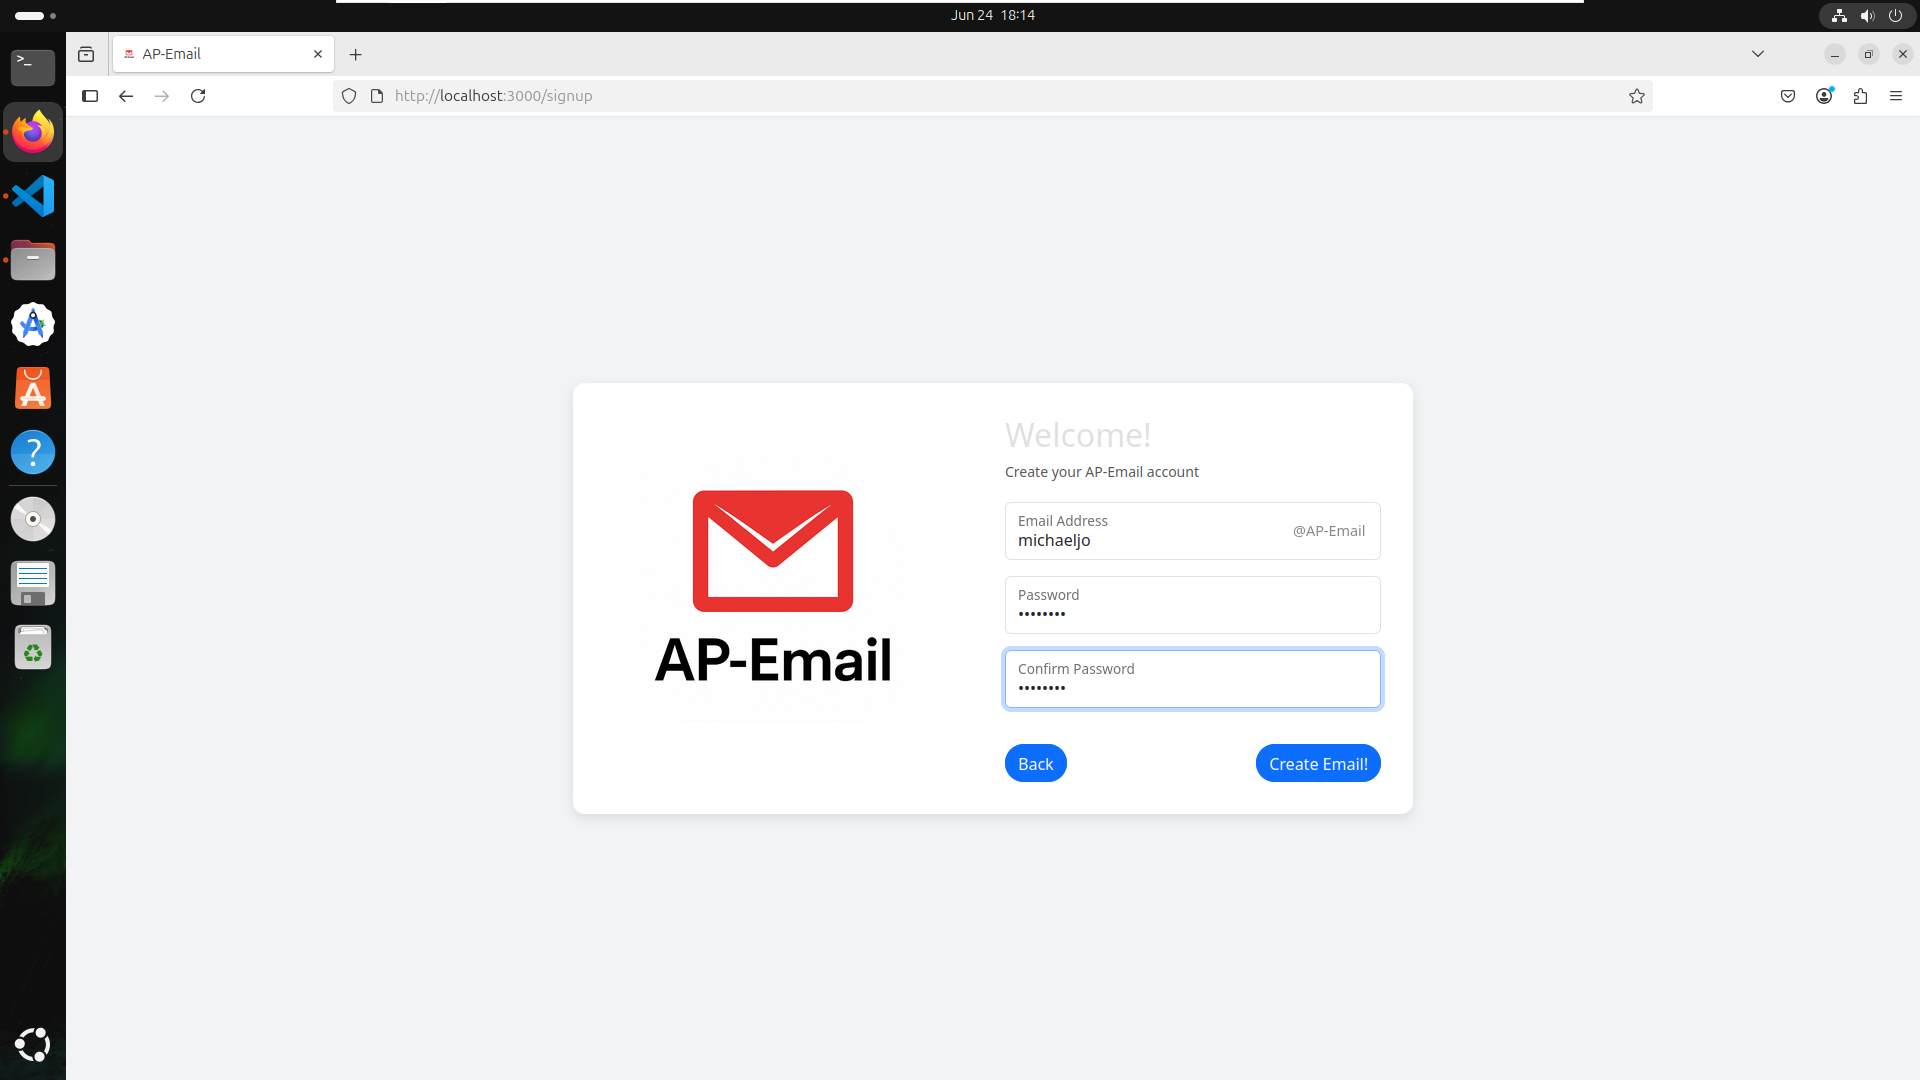 Jun 24 18:14
AP-Email
http://localhost:3000/signup
AP-Email
Welcome!
Create your AP-Email account
Email Address
michaeljo
@AP-Email
Password
••••••••
Confirm Password
••••••••
Back
Create Email!